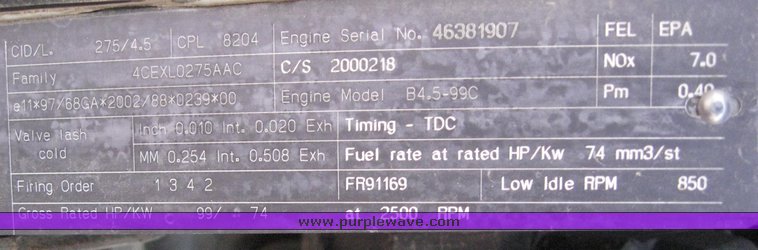 CID/L. 275/4.5 CPL 8204 Engine Serial No. 46381907 FEL EPA
Family 4CEXL0275AAC C/S 2000218 NOx 7.0
e11*97/68GA*2002/88*0239*00 Engine Model B4.5-99C Pm 0.40
Valve lash cold Inch 0.010 Int. 0.020 Exh Timing - TDC
MM 0.254 Int. 0.508 Exh Fuel rate at rated HP/Kw 74 mm3/st
Firing Order 1 3 4 2 FR91169 Low Idle RPM 850
Gross Rated HP/KW 99/ 74 at 2500 RPM
www.purplewave.com